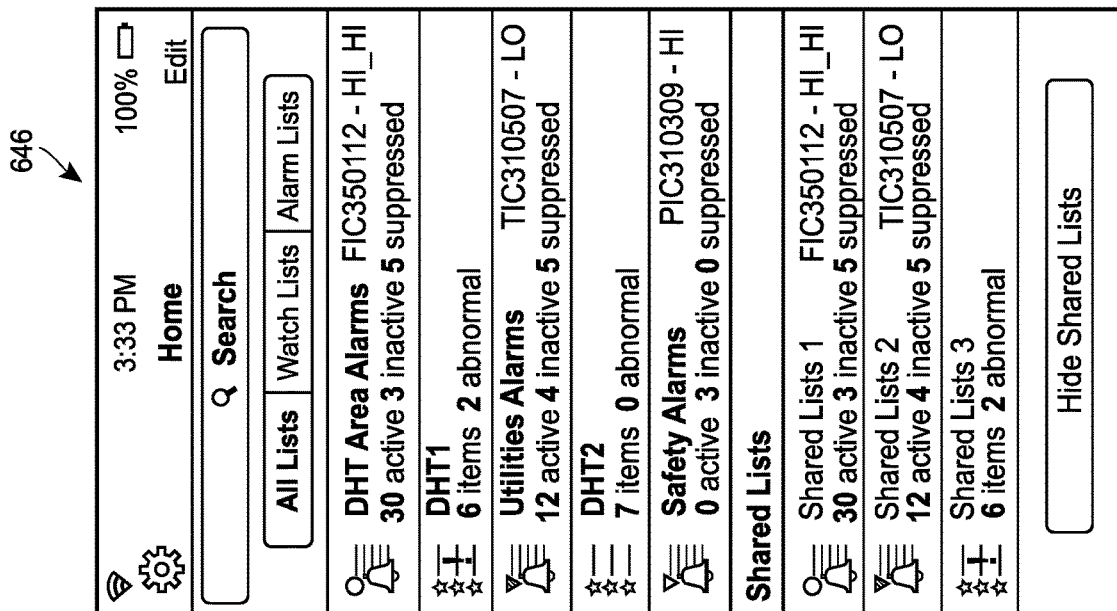 646
3:33 PM 100%
Home Edit
Search
All Lists Watch Lists Alarm Lists
DHT Area Alarms FIC350112 - HI_HI
30 active 3 inactive 5 suppressed
DHT1
6 items 2 abnormal
Utilities Alarms TIC310507 - LO
12 active 4 inactive 5 suppressed
DHT2
7 items 0 abnormal
Safety Alarms PIC310309 - HI
0 active 3 inactive 0 suppressed
Shared Lists
Shared Lists 1 FIC350112 - HI_HI
30 active 3 inactive 5 suppressed
Shared Lists 2 TIC310507 - LO
12 active 4 inactive 5 suppressed
Shared Lists 3
6 items 2 abnormal
Hide Shared Lists